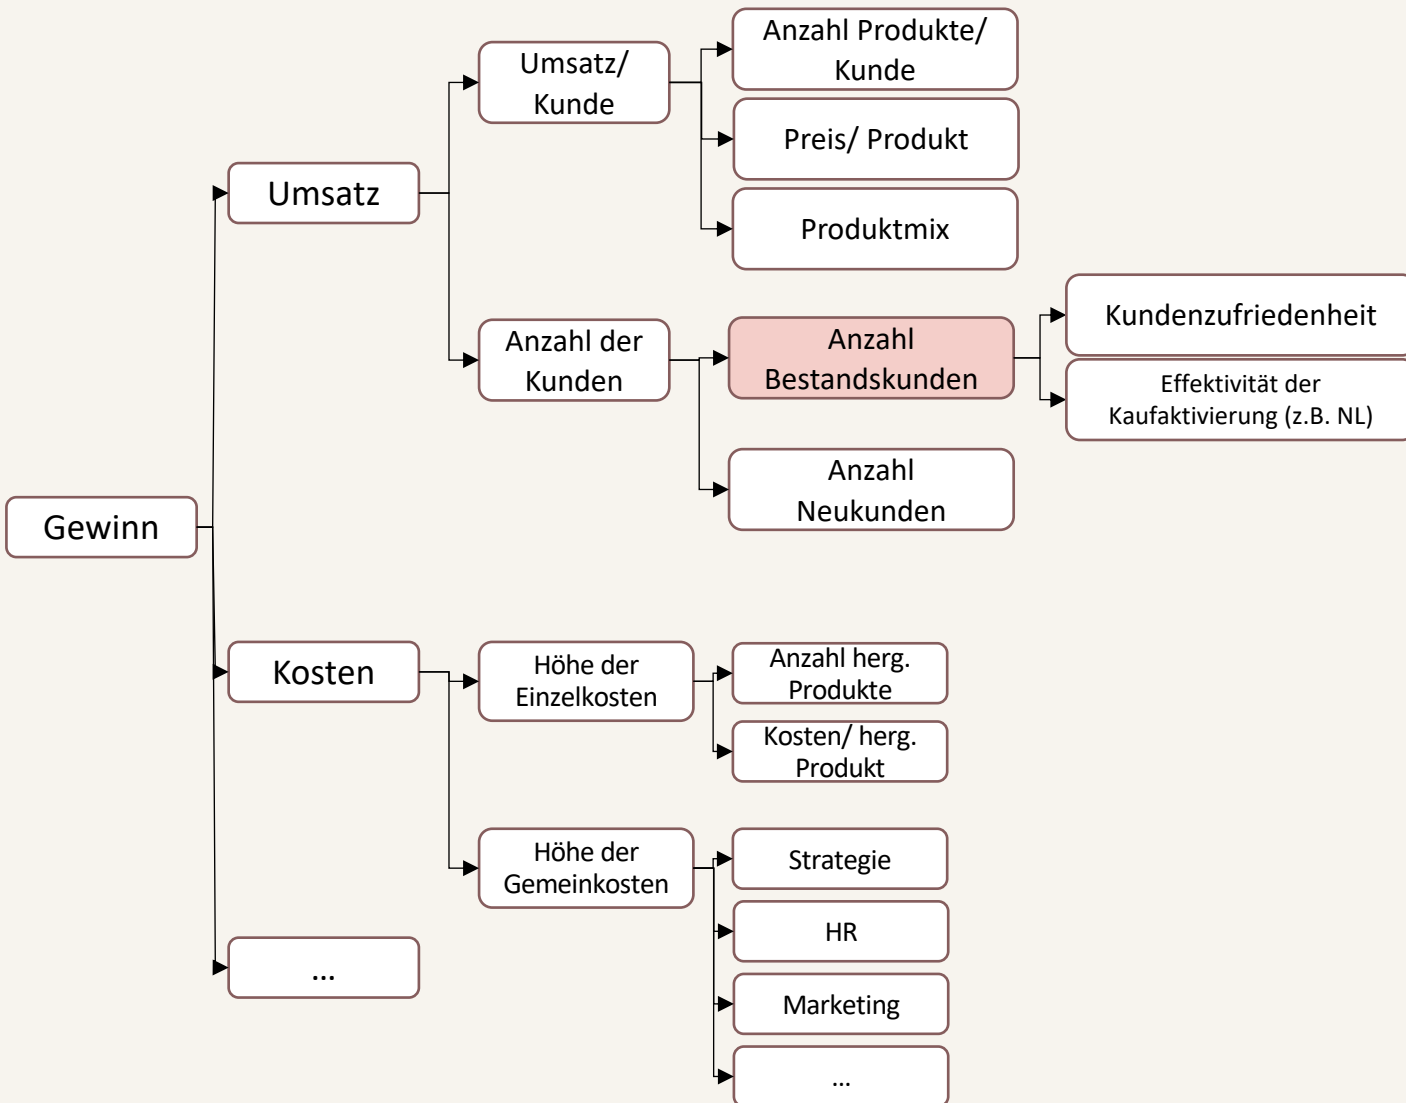 Anzahl Produkte/
Kunde
Umsatz/
Kunde
Preis/ Produkt
Umsatz
Produktmix
Kundenzufriedenheit
Anzahl der
Kunden
Anzahl
Bestandskunden
Effektivität der
Kaufaktivierung (z.B. NL)
Anzahl
Neukunden
Gewinn
Kosten
Höhe der
Einzelkosten
Anzahl herg.
Produkte
Kosten/ herg.
Produkt
Höhe der
Gemeinkosten
Strategie
HR
...
Marketing
...